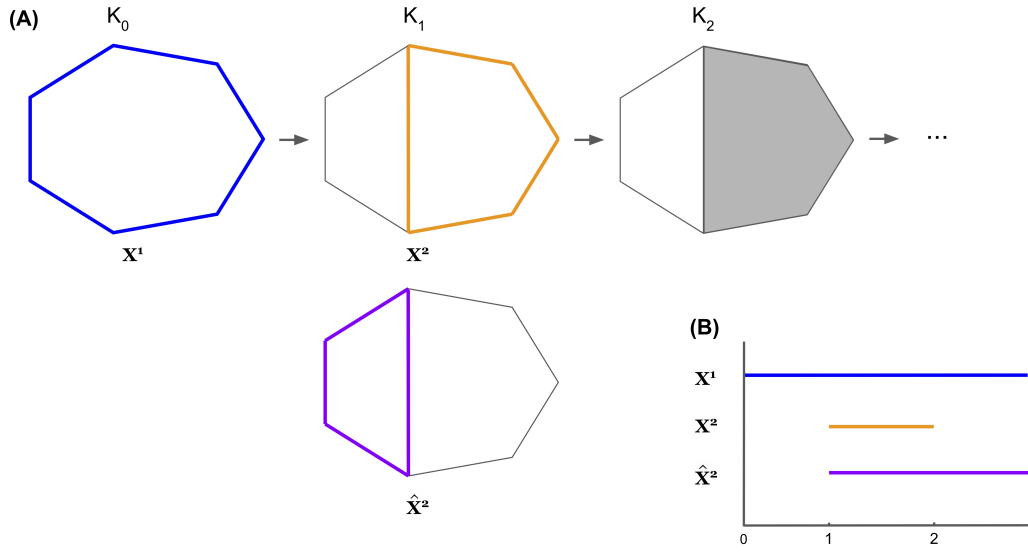 (A)
K₀ K₁ K₂
...
X¹ X²
X̂²
(B)
X¹
X²
X̂²
0 1 2